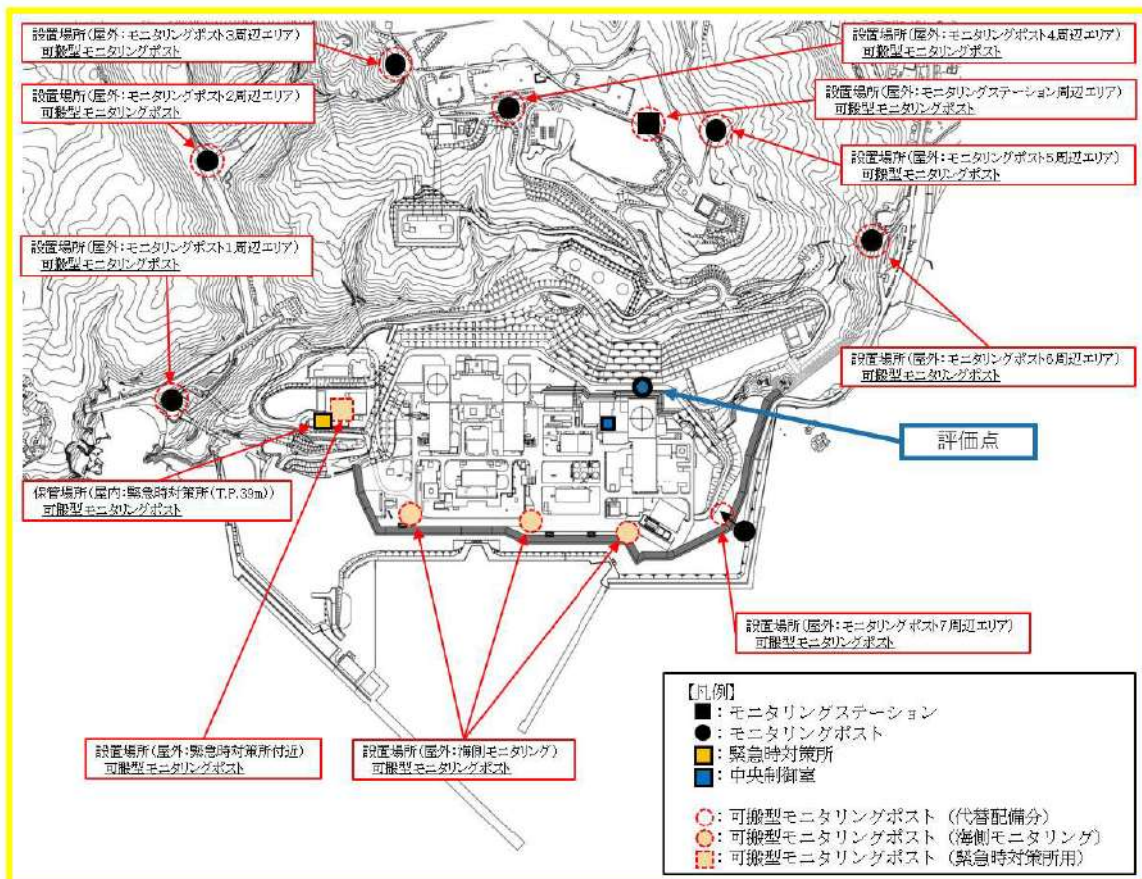 設置場所(屋外:モニタリングポスト3周辺エリア)
可搬型モニタリングポスト
設置場所(屋外:モニタリングポスト4周辺エリア)
可搬型モニタリングポスト
設置場所(屋外:モニタリングポスト2周辺エリア)
可搬型モニタリングポスト
設置場所(屋外:モニタリングステーション周辺エリア)
可搬型モニタリングポスト
設置場所(屋外:モニタリングポスト5周辺エリア)
可搬型モニタリングポスト
設置場所(屋外:モニタリングポスト1周辺エリア)
可搬型モニタリングポスト
設置場所(屋外:モニタリングポスト6周辺エリア)
可搬型モニタリングポスト
評価点
保管場所(屋内:緊急時対策所(T.P.39m))
可搬型モニタリングポスト
設置場所(屋外:モニタリングポスト7周辺エリア)
可搬型モニタリングポスト
設置場所(屋外:緊急時対策所付近)
可搬型モニタリングポスト
設置場所(屋外:海側モニタリング)
可搬型モニタリングポスト
【凡例】
■:モニタリングステーション
●:モニタリングポスト
:緊急時対策所
:中央制御室
:可搬型モニタリングポスト(代替配備分)
:可搬型モニタリングポスト(海側モニタリング)
:可搬型モニタリングポスト(緊急時対策所用)